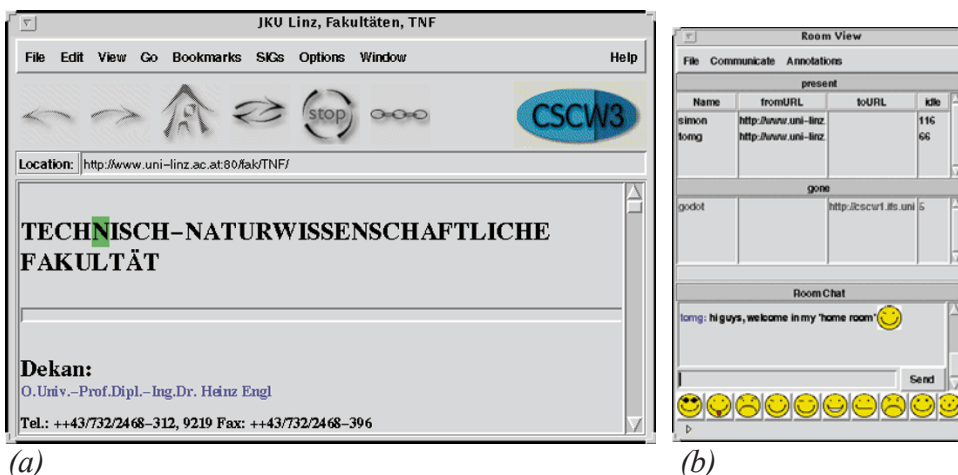 JKU Linz, Fakultäten, TNF
File Edit View Go Bookmarks SIGs Options Window Help
stop
CSCW3
Location: http://www.uni-linz.ac.at:80/fak/TNF/
TECHNISCH-NATURWISSENSCHAFTLICHE
FAKULTÄT
Dekan:
O.Univ.-Prof.Dipl.-Ing.Dr. Heinz Engl
Tel.: ++43/732/2468-312, 9219 Fax: ++43/732/2468-396
(a)
Room View
File Communicate Annotations
present
Name fromURL toURL idle
simon http://www.uni-linz 116
tomg http://www.uni-linz 66
gone
godot http://cscw1.ifs.uni 5
Room Chat
tomg: hi guys, welcome in my 'home room'
Send
(b)